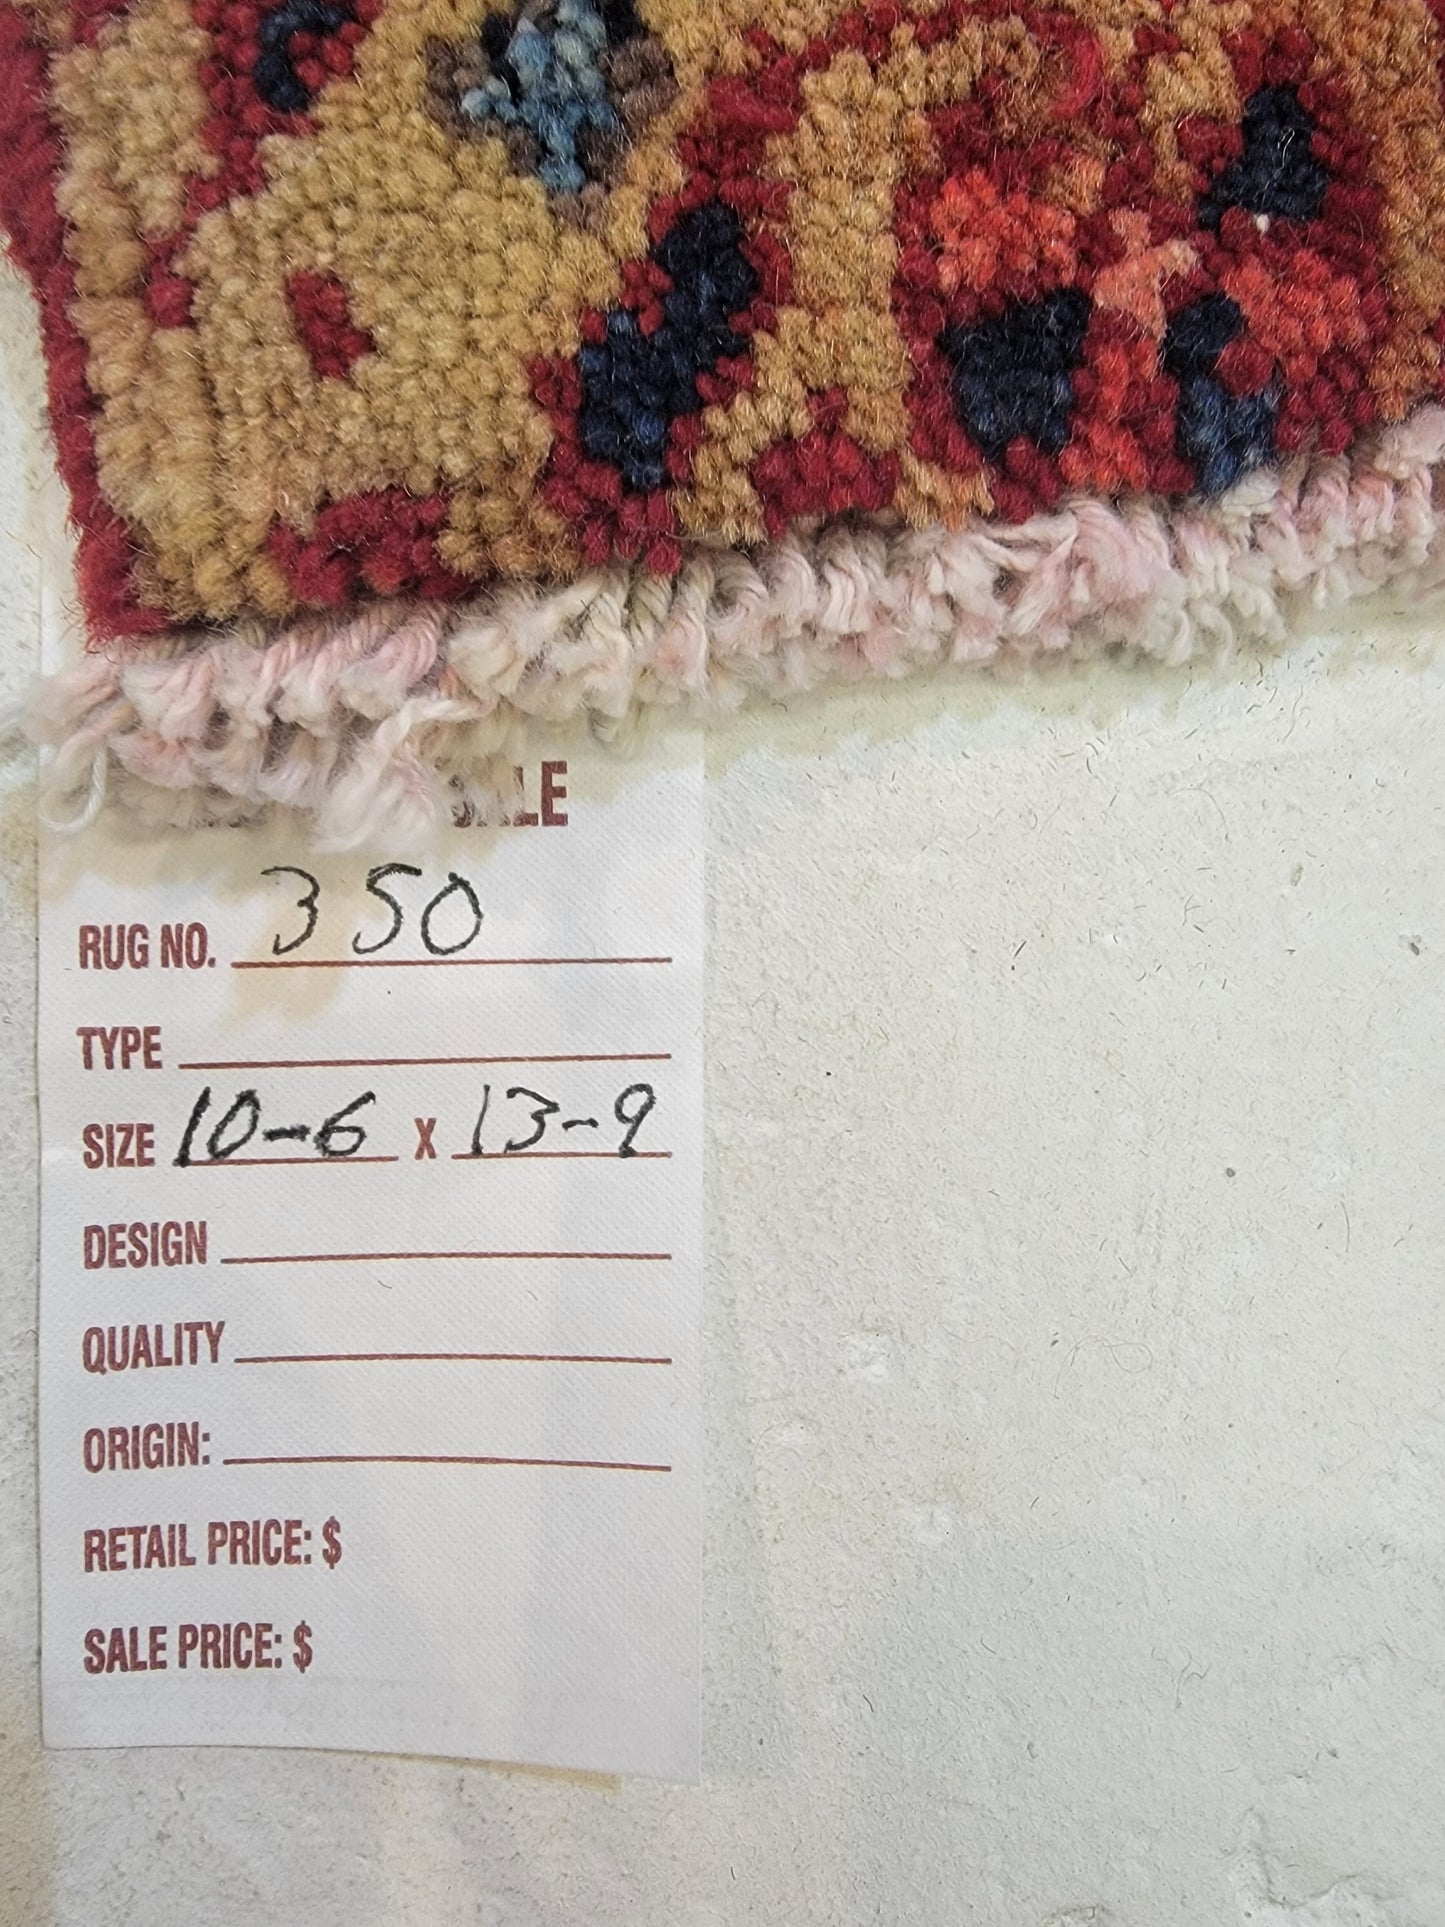 SALE
RUG NO. 350
TYPE
SIZE 10-6 X 13-9
DESIGN
QUALITY
ORIGIN:
RETAIL PRICE: $
SALE PRICE: $